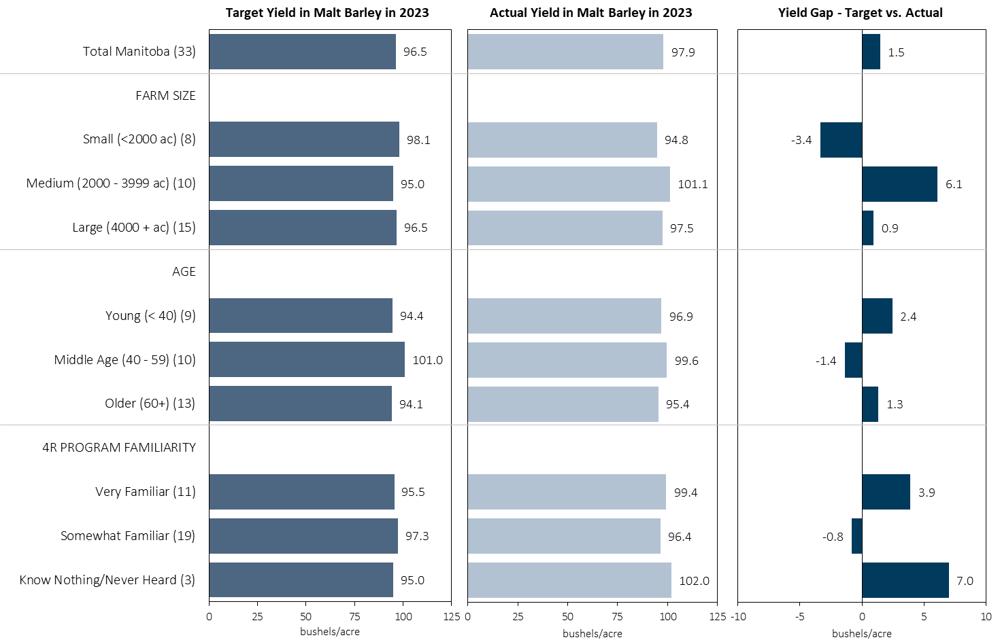 Target Yield in Malt Barley in 2023 Actual Yield in Malt Barley in 2023 Yield Gap - Target vs. Actual
Total Manitoba (33) 96.5 97.9 1.5
FARM SIZE
Small (<2000 ac) (8) 98.1 94.8 -3.4
Medium (2000 - 3999 ac) (10) 95.0 101.1 6.1
Large (4000 + ac) (15) 96.5 97.5 0.9
AGE
Young (< 40) (9) 94.4 96.9 2.4
Middle Age (40 - 59) (10) 101.0 99.6 -1.4
Older (60+) (13) 94.1 95.4 1.3
4R PROGRAM FAMILIARITY
Very Familiar (11) 95.5 99.4 3.9
Somewhat Familiar (19) 97.3 96.4 -0.8
Know Nothing/Never Heard (3) 95.0 102.0 7.0
0 25 50 75 100 125 0 25 50 75 100 125 -10 -5 0 5 10
bushels/acre bushels/acre bushels/acre